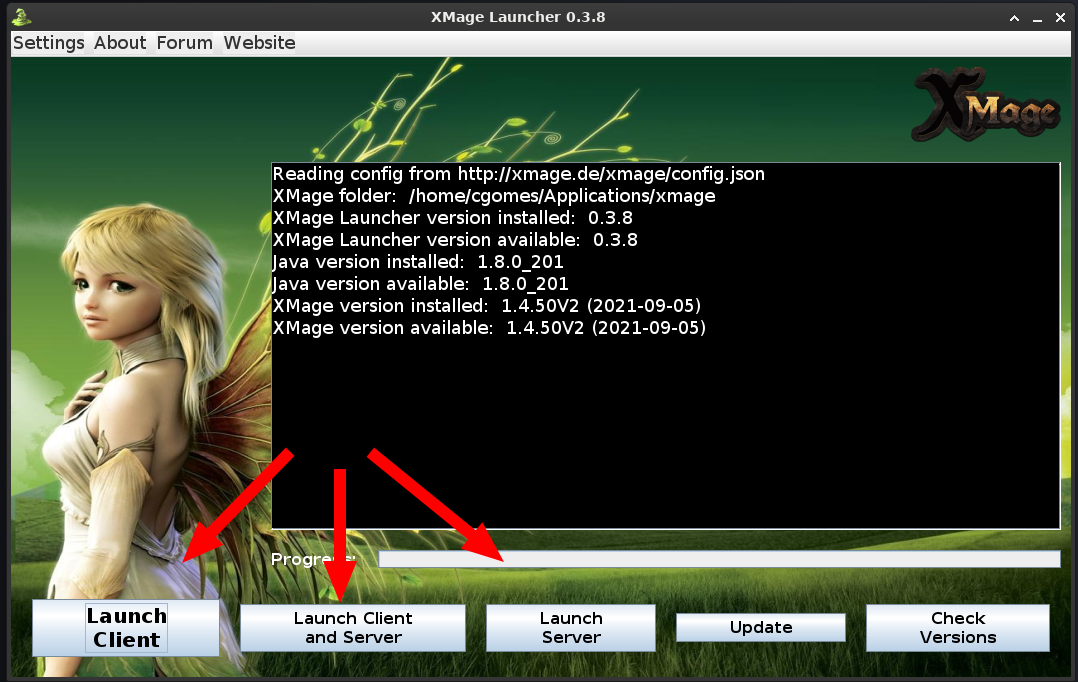 XMage Launcher 0.3.8
Settings About Forum Website
XMage
Reading config from http://xmage.de/xmage/config.json
XMage folder:  /home/cgomes/Applications/xmage
XMage Launcher version installed:  0.3.8
XMage Launcher version available:  0.3.8
Java version installed:  1.8.0_201
Java version available:  1.8.0_201
XMage version installed:  1.4.50V2 (2021-09-05)
XMage version available:  1.4.50V2 (2021-09-05)
Progress:
Launch
Client
Launch Client
and Server
Launch
Server
Update
Check
Versions